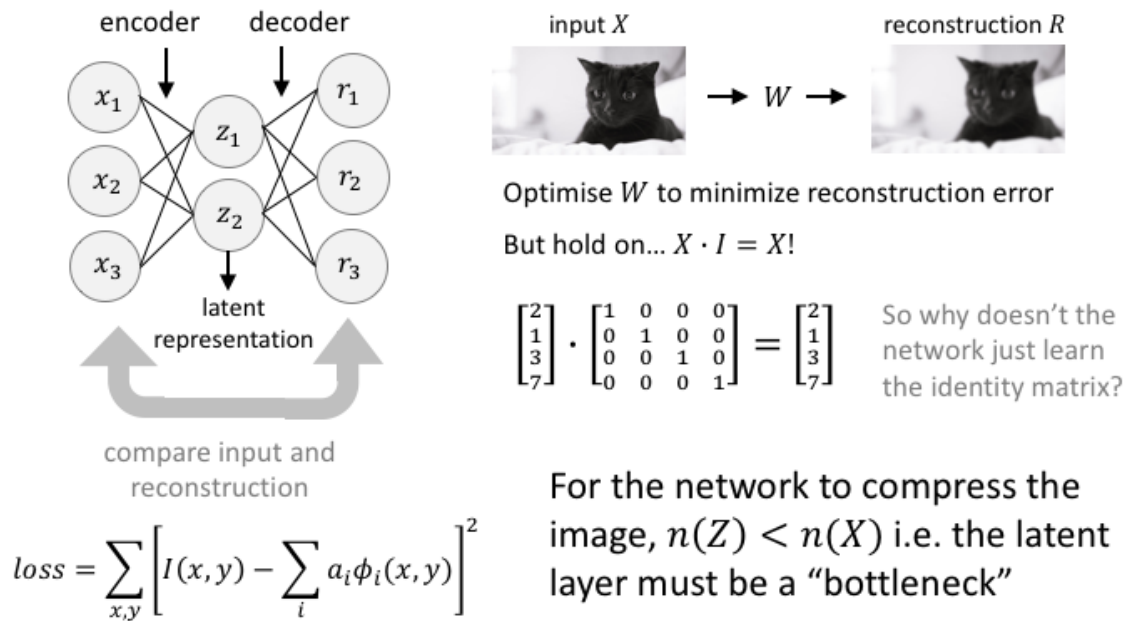 encoder decoder
x₁ r₁
z₁
x₂ r₂
z₂
x₃ r₃
latent
representation
compare input and
reconstruction
loss = ∑x,y [I(x, y) − ∑i aᵢϕᵢ(x, y)]²
input X reconstruction R
W
Optimise W to minimize reconstruction error
But hold on... X · I = X!
[2 1 3 7] · [1 0 0 0; 0 1 0 0; 0 0 1 0; 0 0 0 1] = [2 1 3 7]
So why doesn't the
network just learn
the identity matrix?
For the network to compress the
image, n(Z) < n(X) i.e. the latent
layer must be a "bottleneck"